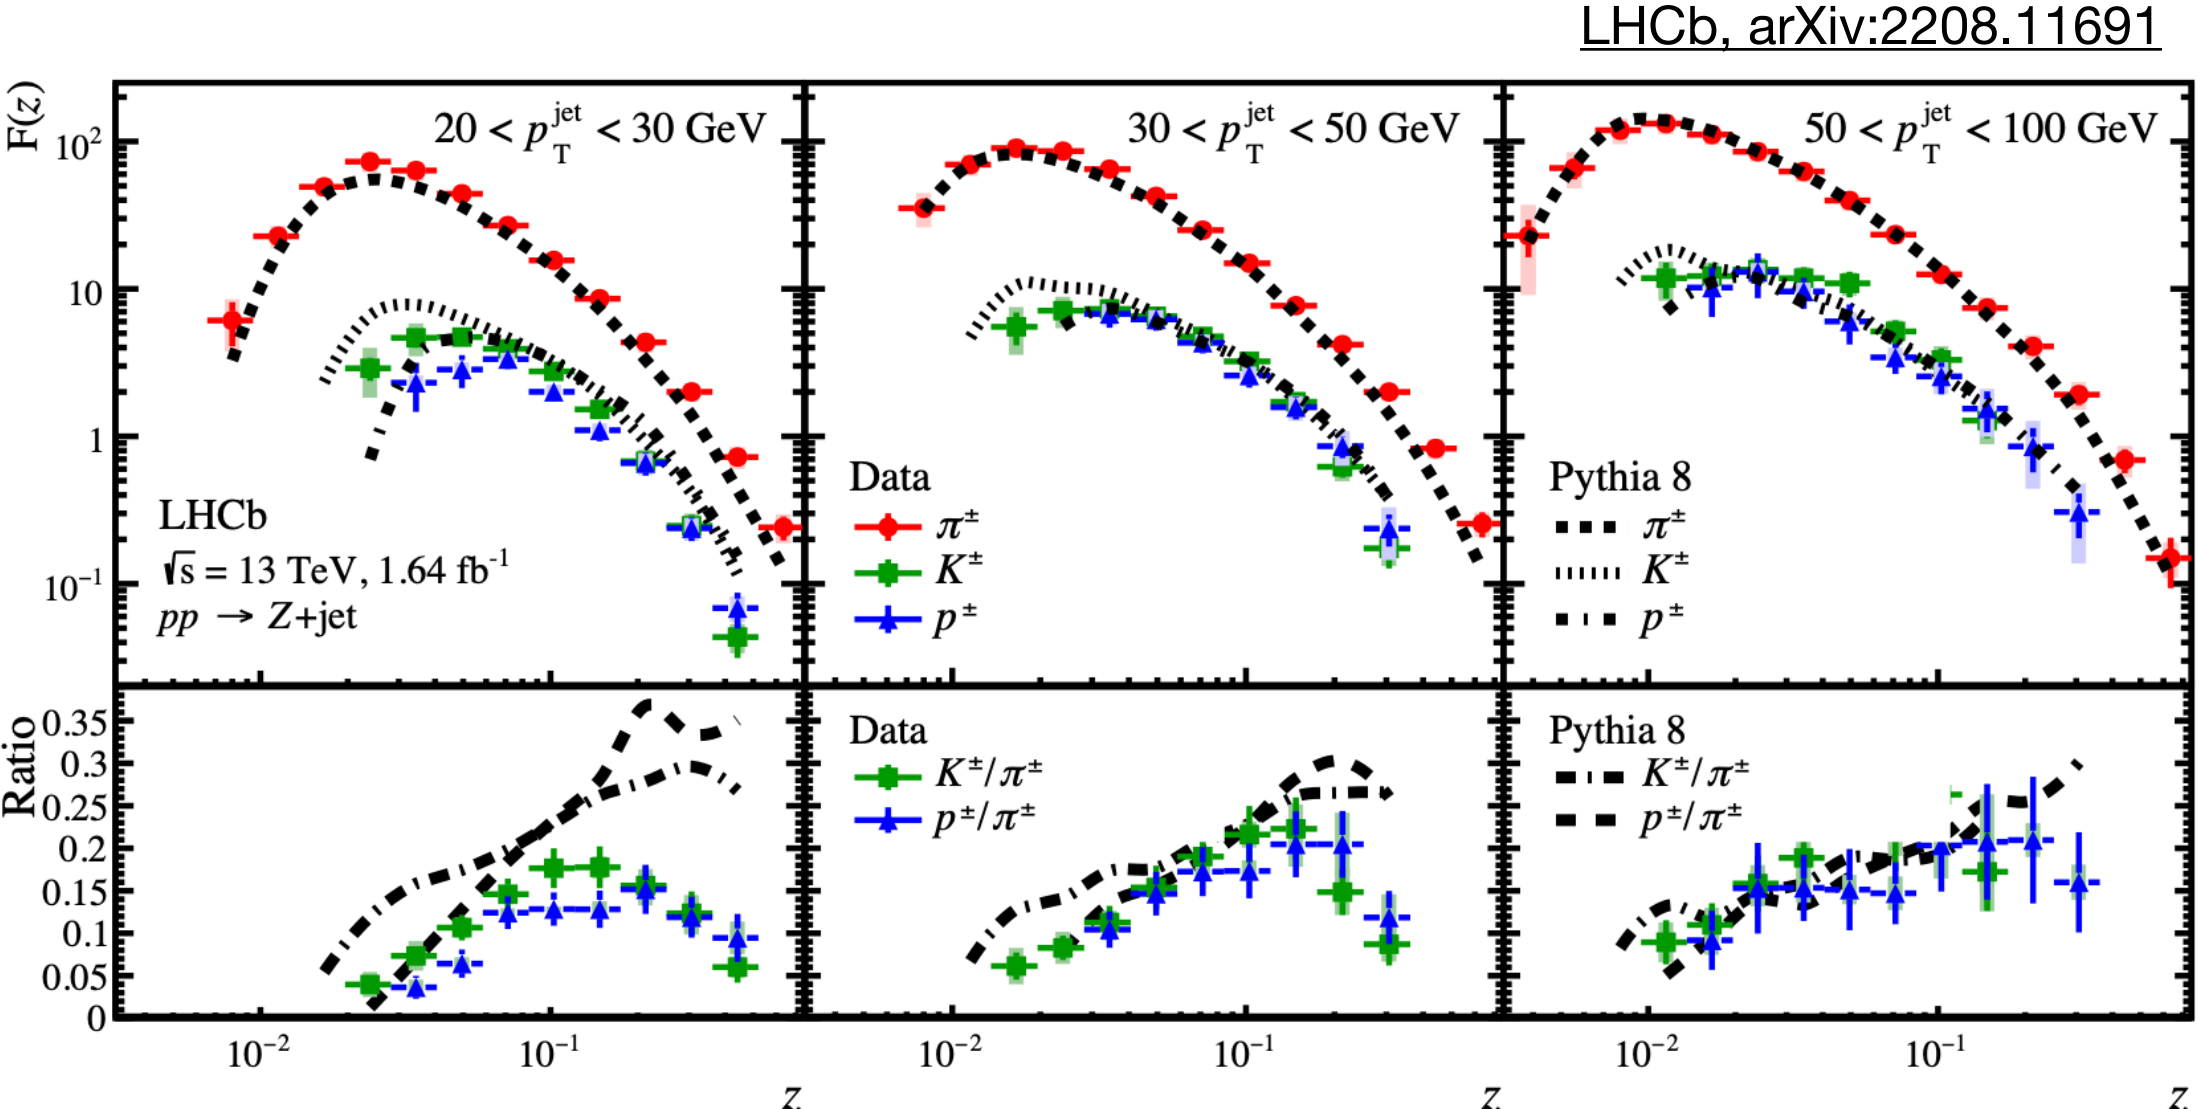 LHCb, arXiv:2208.11691
F(z)
20 < p_T^jet < 30 GeV
30 < p_T^jet < 50 GeV
50 < p_T^jet < 100 GeV
10²
10
1
10⁻¹
LHCb
√s = 13 TeV, 1.64 fb⁻¹
pp → Z+jet
Data
π±
K±
p±
Pythia 8
π±
K±
p±
Ratio
0.35
0.3
0.25
0.2
0.15
0.1
0.05
0
Data
K±/π±
p±/π±
Pythia 8
K±/π±
p±/π±
10⁻² 10⁻¹ 10⁻² 10⁻¹ 10⁻² 10⁻¹
z z z